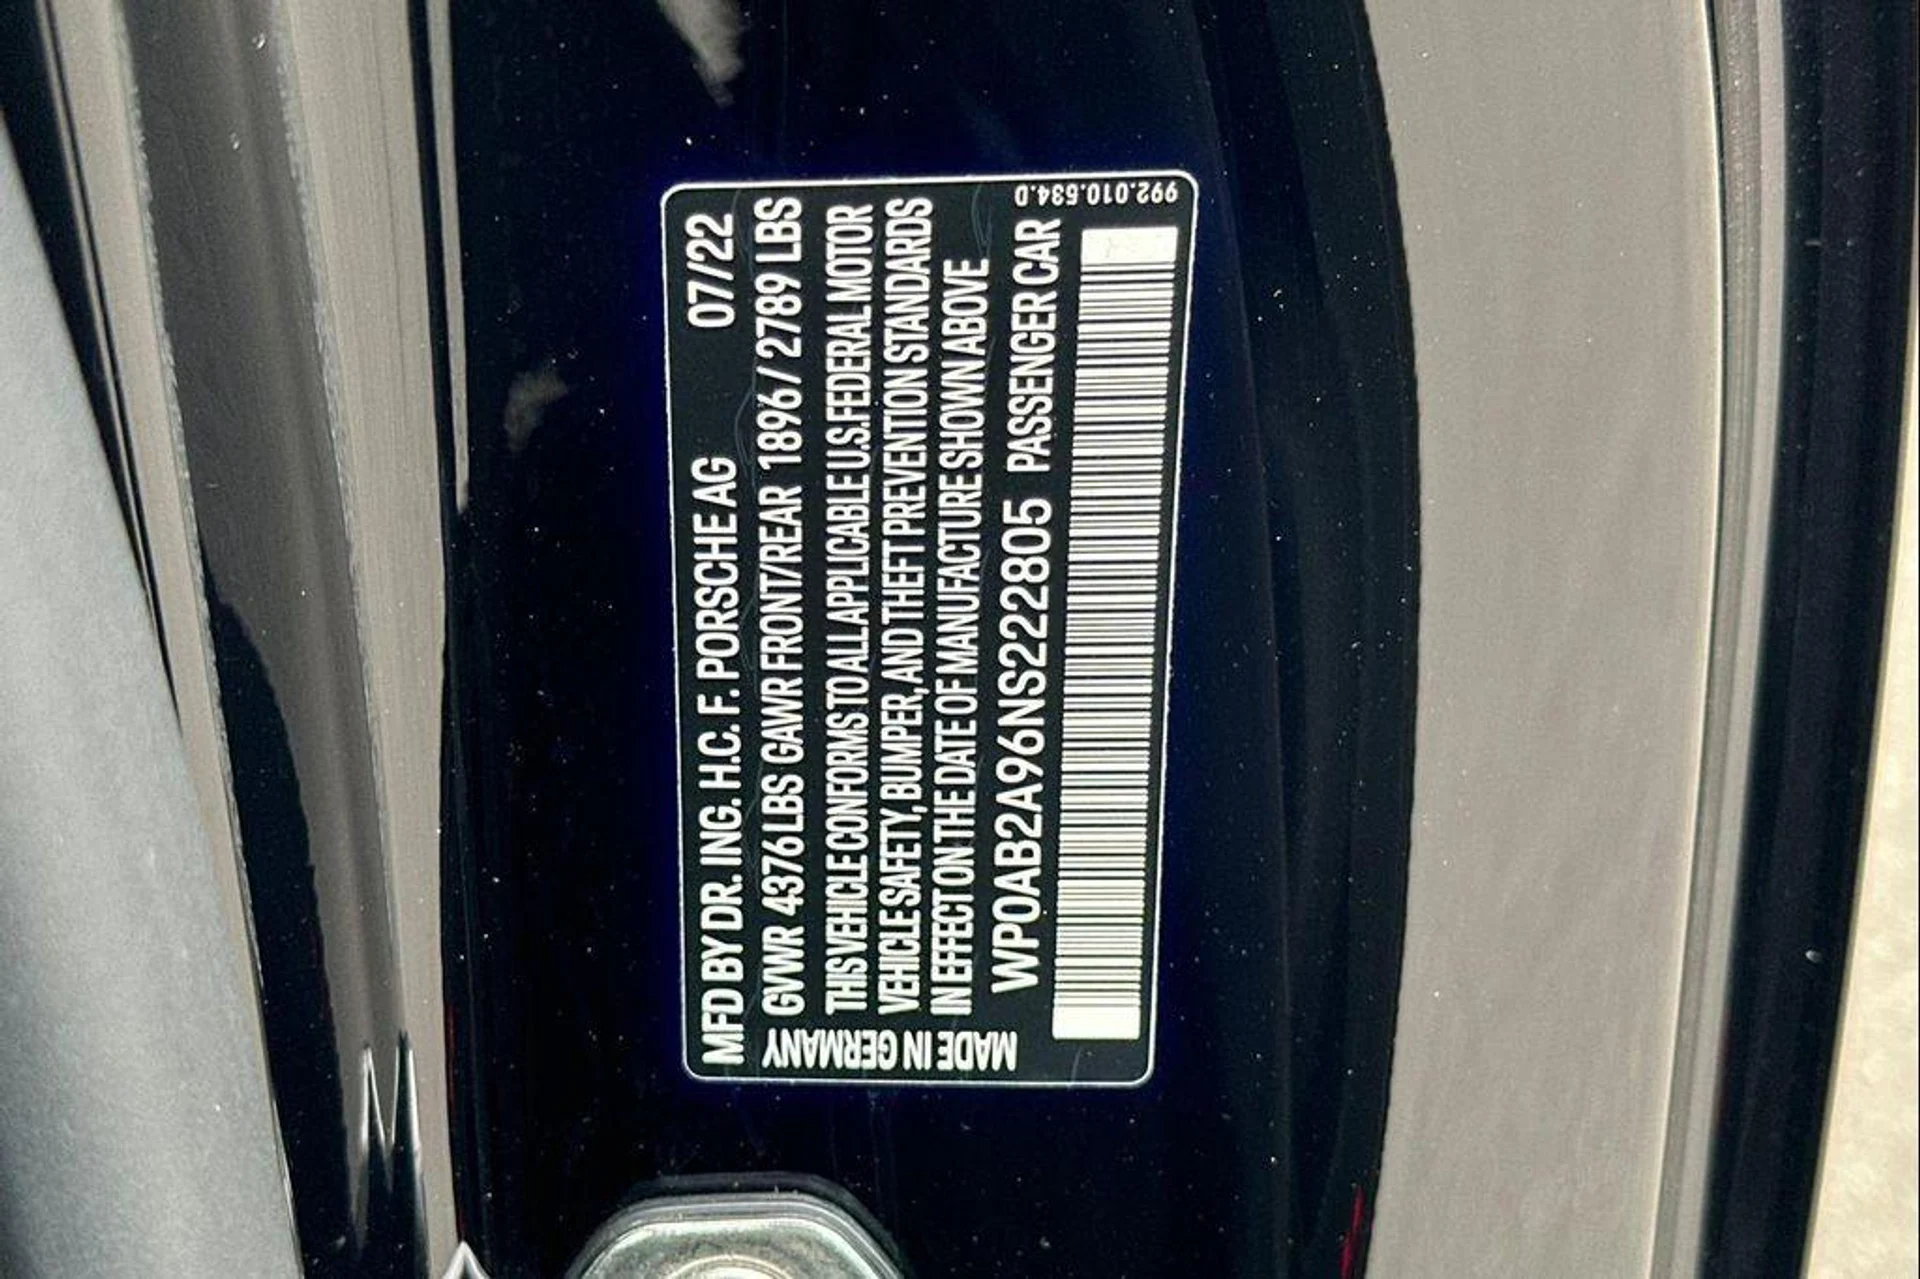 MFD BY DR. ING. H.C. F. PORSCHE AG 07/22
GVWR 4376 LBS GAWR FRONT/REAR 1896/2789 LBS
THIS VEHICLE CONFORMS TO ALL APPLICABLE U.S. FEDERAL MOTOR
VEHICLE SAFETY, BUMPER, AND THEFT PREVENTION STANDARDS
IN EFFECT ON THE DATE OF MANUFACTURE SHOWN ABOVE
WP0AB2A96NS222805 PASSENGER CAR
MADE IN GERMANY
992.010.534.D